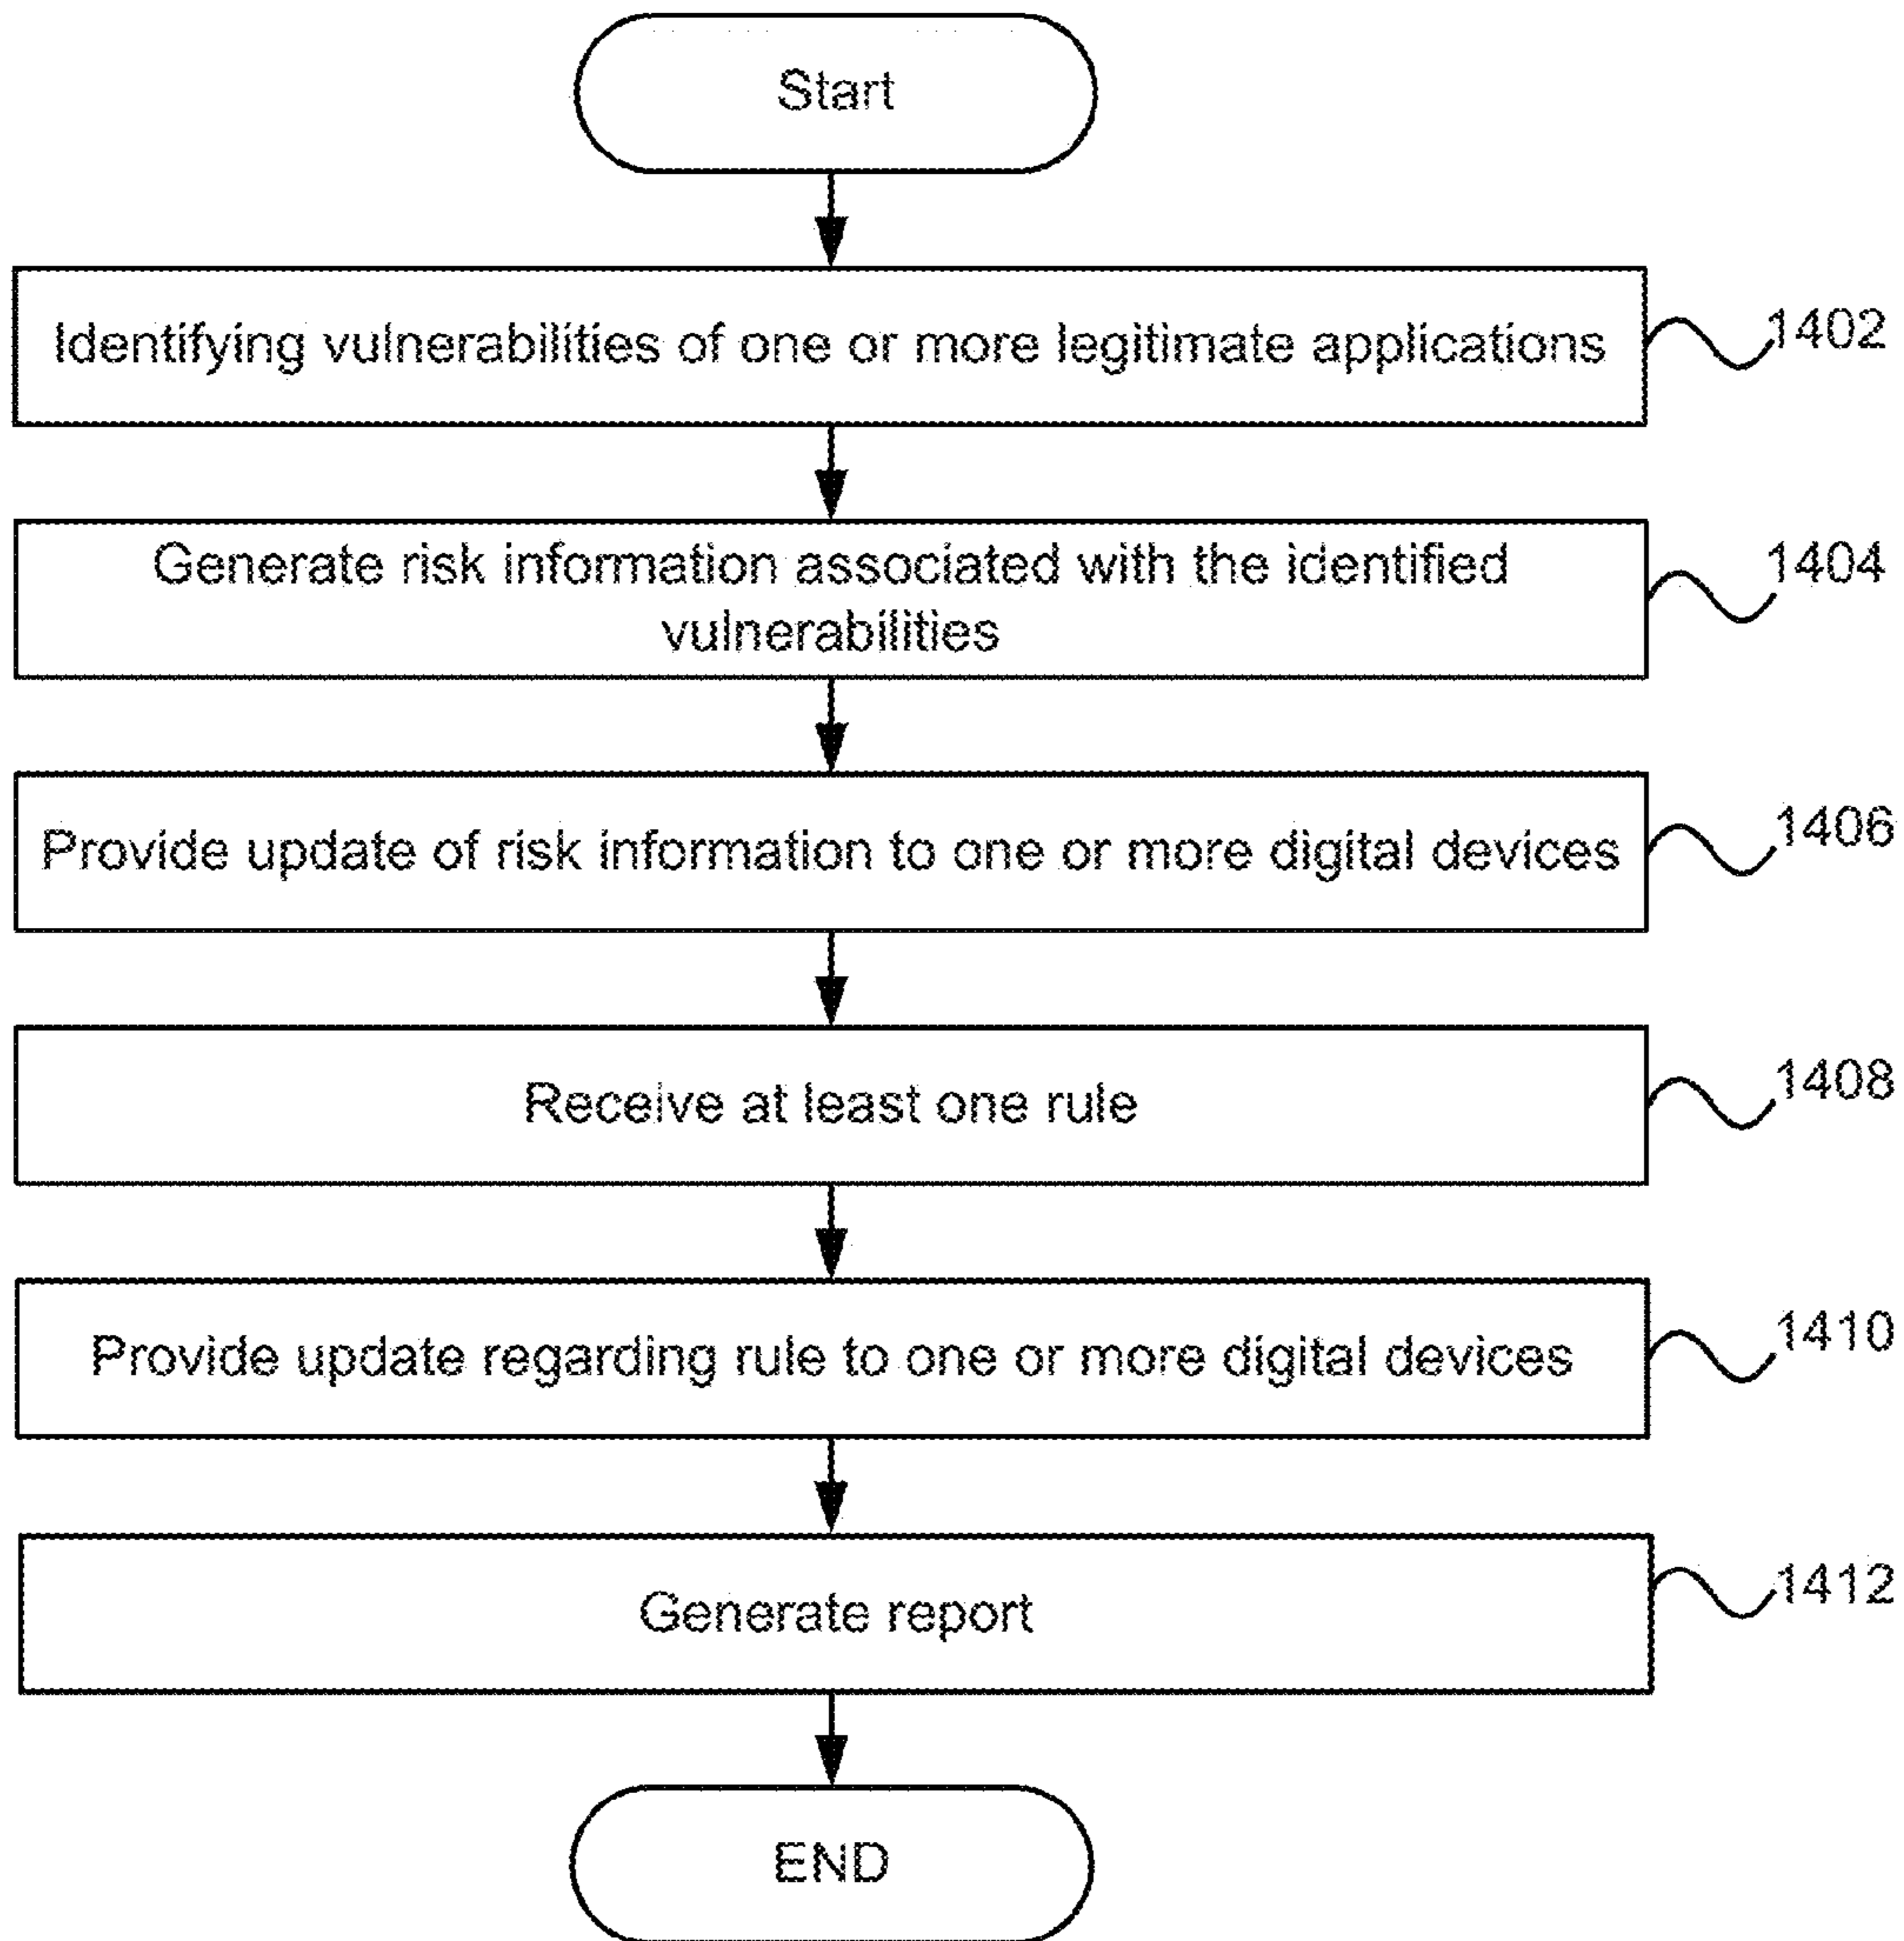 Start
Identifying vulnerabilities of one or more legitimate applications
1402
Generate risk information associated with the identified
vulnerabilities
1404
Provide update of risk information to one or more digital devices
1406
Receive at least one rule
1408
Provide update regarding rule to one or more digital devices
1410
Generate report
1412
END